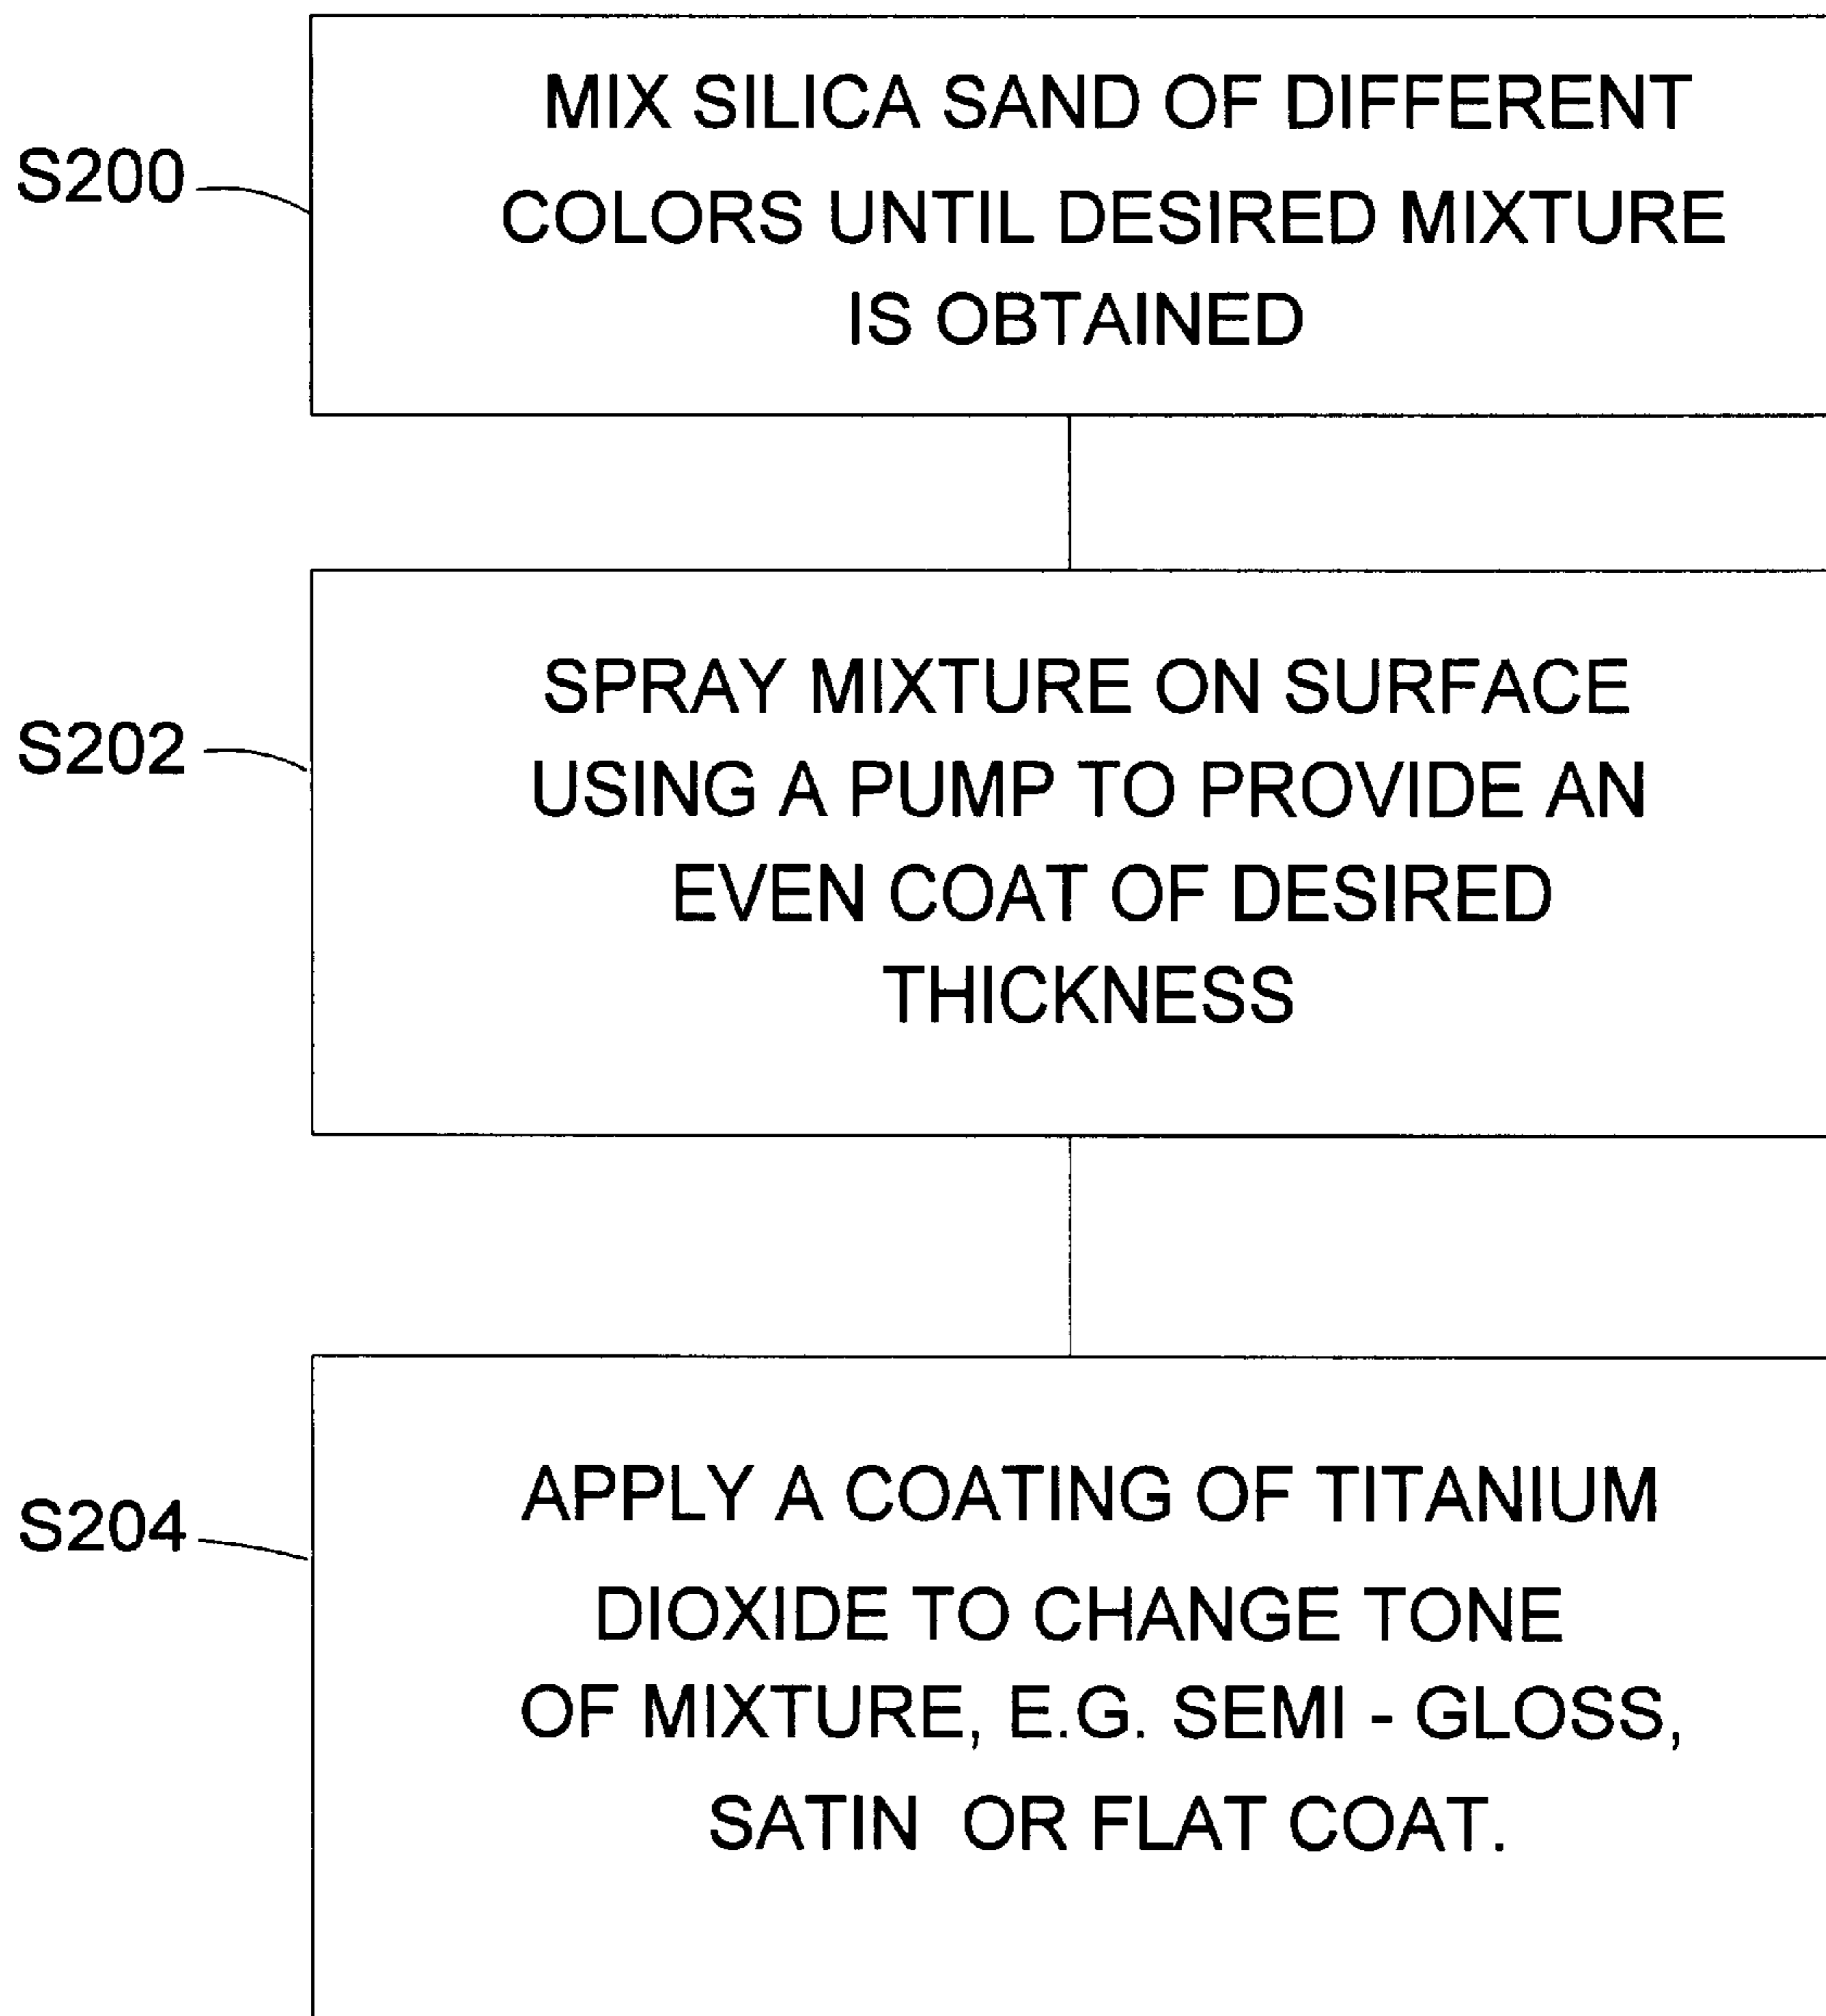 S200
MIX SILICA SAND OF DIFFERENT
COLORS UNTIL DESIRED MIXTURE
IS OBTAINED
S202
SPRAY MIXTURE ON SURFACE
USING A PUMP TO PROVIDE AN
EVEN COAT OF DESIRED
THICKNESS
S204
APPLY A COATING OF TITANIUM
DIOXIDE TO CHANGE TONE
OF MIXTURE, E.G. SEMI - GLOSS,
SATIN OR FLAT COAT.